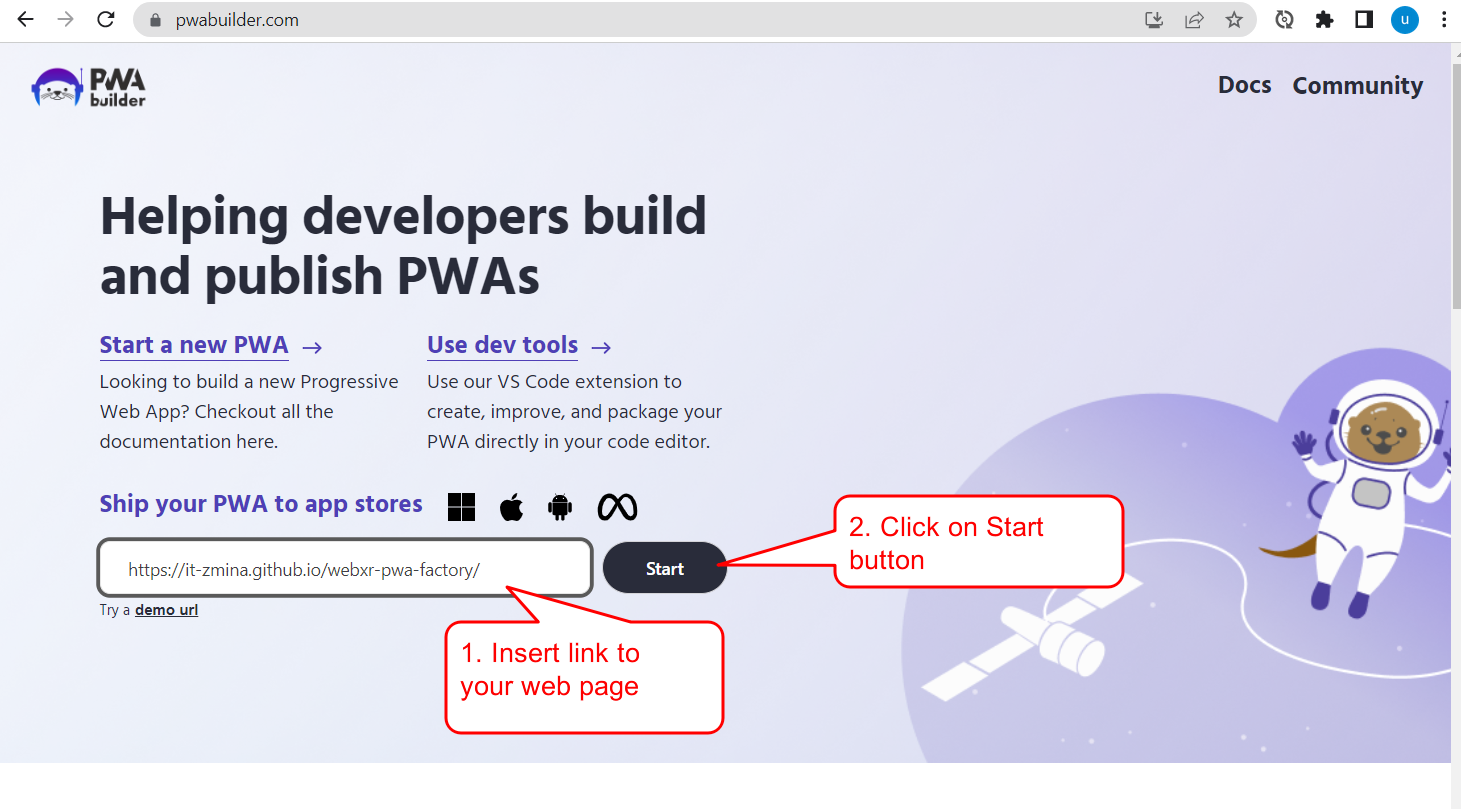 pwabuilder.com
u
PWA
builder
Docs Community
Helping developers build
and publish PWAs
Start a new PWA →
Looking to build a new Progressive
Web App? Checkout all the
documentation here.
Use dev tools →
Use our VS Code extension to
create, improve, and package your
PWA directly in your code editor.
Ship your PWA to app stores
https://it-zmina.github.io/webxr-pwa-factory/
Start
Try a demo url
2. Click on Start
button
1. Insert link to
your web page